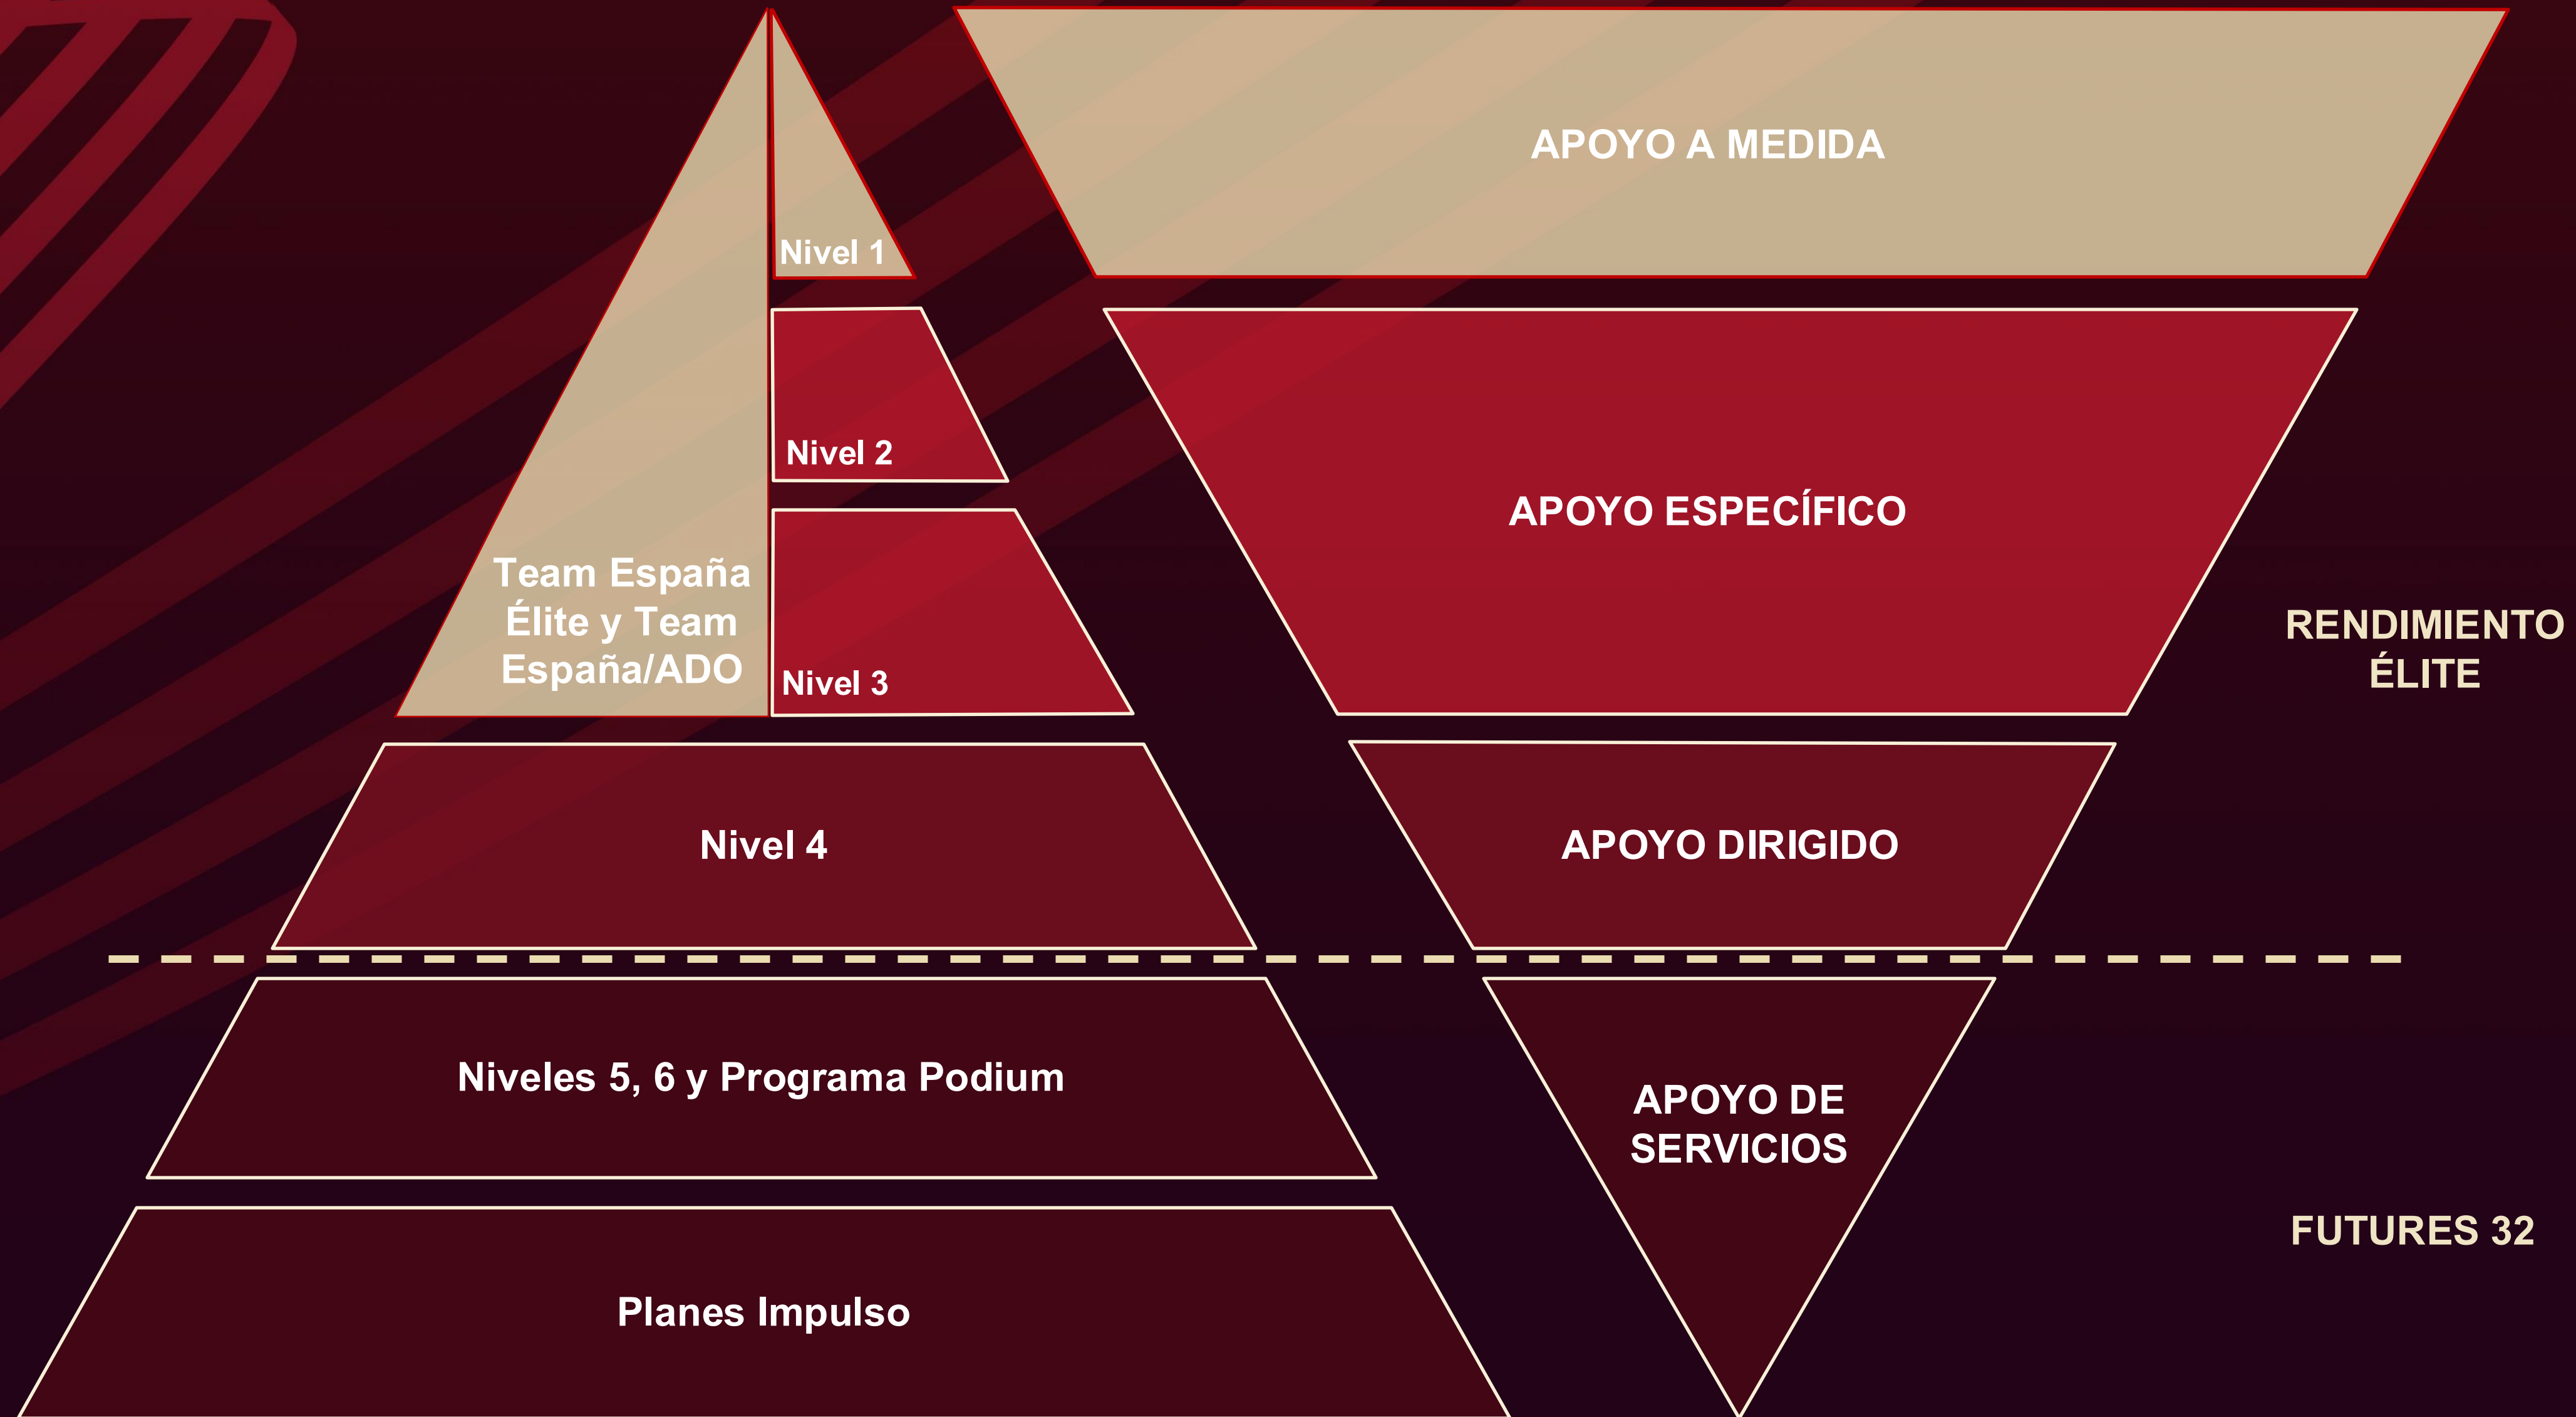 APOYO A MEDIDA
Nivel 1
Nivel 2
APOYO ESPECÍFICO
Team España
Élite y Team
España/ADO
Nivel 3
RENDIMIENTO
ÉLITE
Nivel 4
APOYO DIRIGIDO
Niveles 5, 6 y Programa Podium
APOYO DE
SERVICIOS
FUTURES 32
Planes Impulso